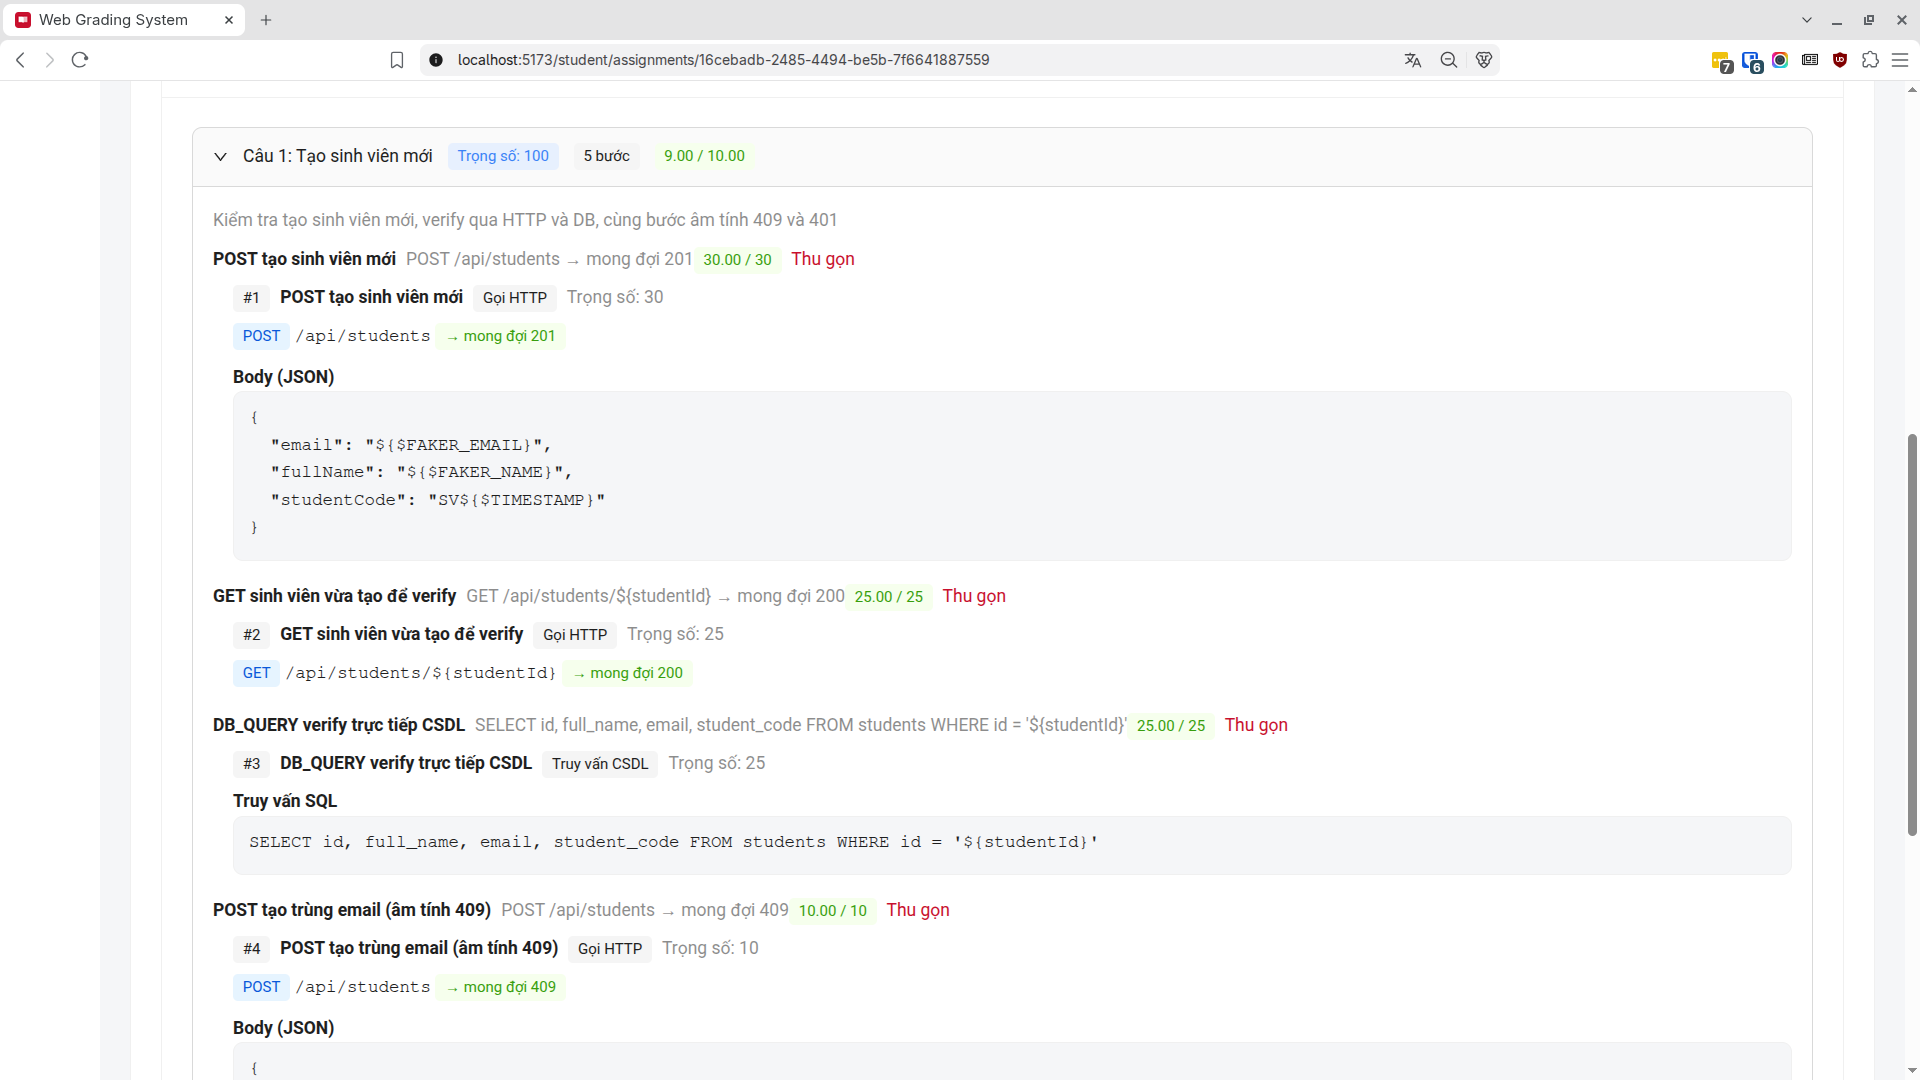 Web Grading System
localhost:5173/student/assignments/16cebadb-2485-4494-be5b-7f6641887559
7
6
Câu 1: Tạo sinh viên mới Trọng số: 100 5 bước 9.00 / 10.00
Kiểm tra tạo sinh viên mới, verify qua HTTP và DB, cùng bước âm tính 409 và 401
POST tạo sinh viên mới POST /api/students → mong đợi 201 30.00 / 30 Thu gọn
#1 POST tạo sinh viên mới Gọi HTTP Trọng số: 30
POST /api/students → mong đợi 201
Body (JSON)
{
"email": "${$FAKER_EMAIL}",
"fullName": "${$FAKER_NAME}",
"studentCode": "SV${$TIMESTAMP}"
}
GET sinh viên vừa tạo để verify GET /api/students/${studentId} → mong đợi 200 25.00 / 25 Thu gọn
#2 GET sinh viên vừa tạo để verify Gọi HTTP Trọng số: 25
GET /api/students/${studentId} → mong đợi 200
DB_QUERY verify trực tiếp CSDL SELECT id, full_name, email, student_code FROM students WHERE id = '${studentId}' 25.00 / 25 Thu gọn
#3 DB_QUERY verify trực tiếp CSDL Truy vấn CSDL Trọng số: 25
Truy vấn SQL
SELECT id, full_name, email, student_code FROM students WHERE id = '${studentId}'
POST tạo trùng email (âm tính 409) POST /api/students → mong đợi 409 10.00 / 10 Thu gọn
#4 POST tạo trùng email (âm tính 409) Gọi HTTP Trọng số: 10
POST /api/students → mong đợi 409
Body (JSON)
{